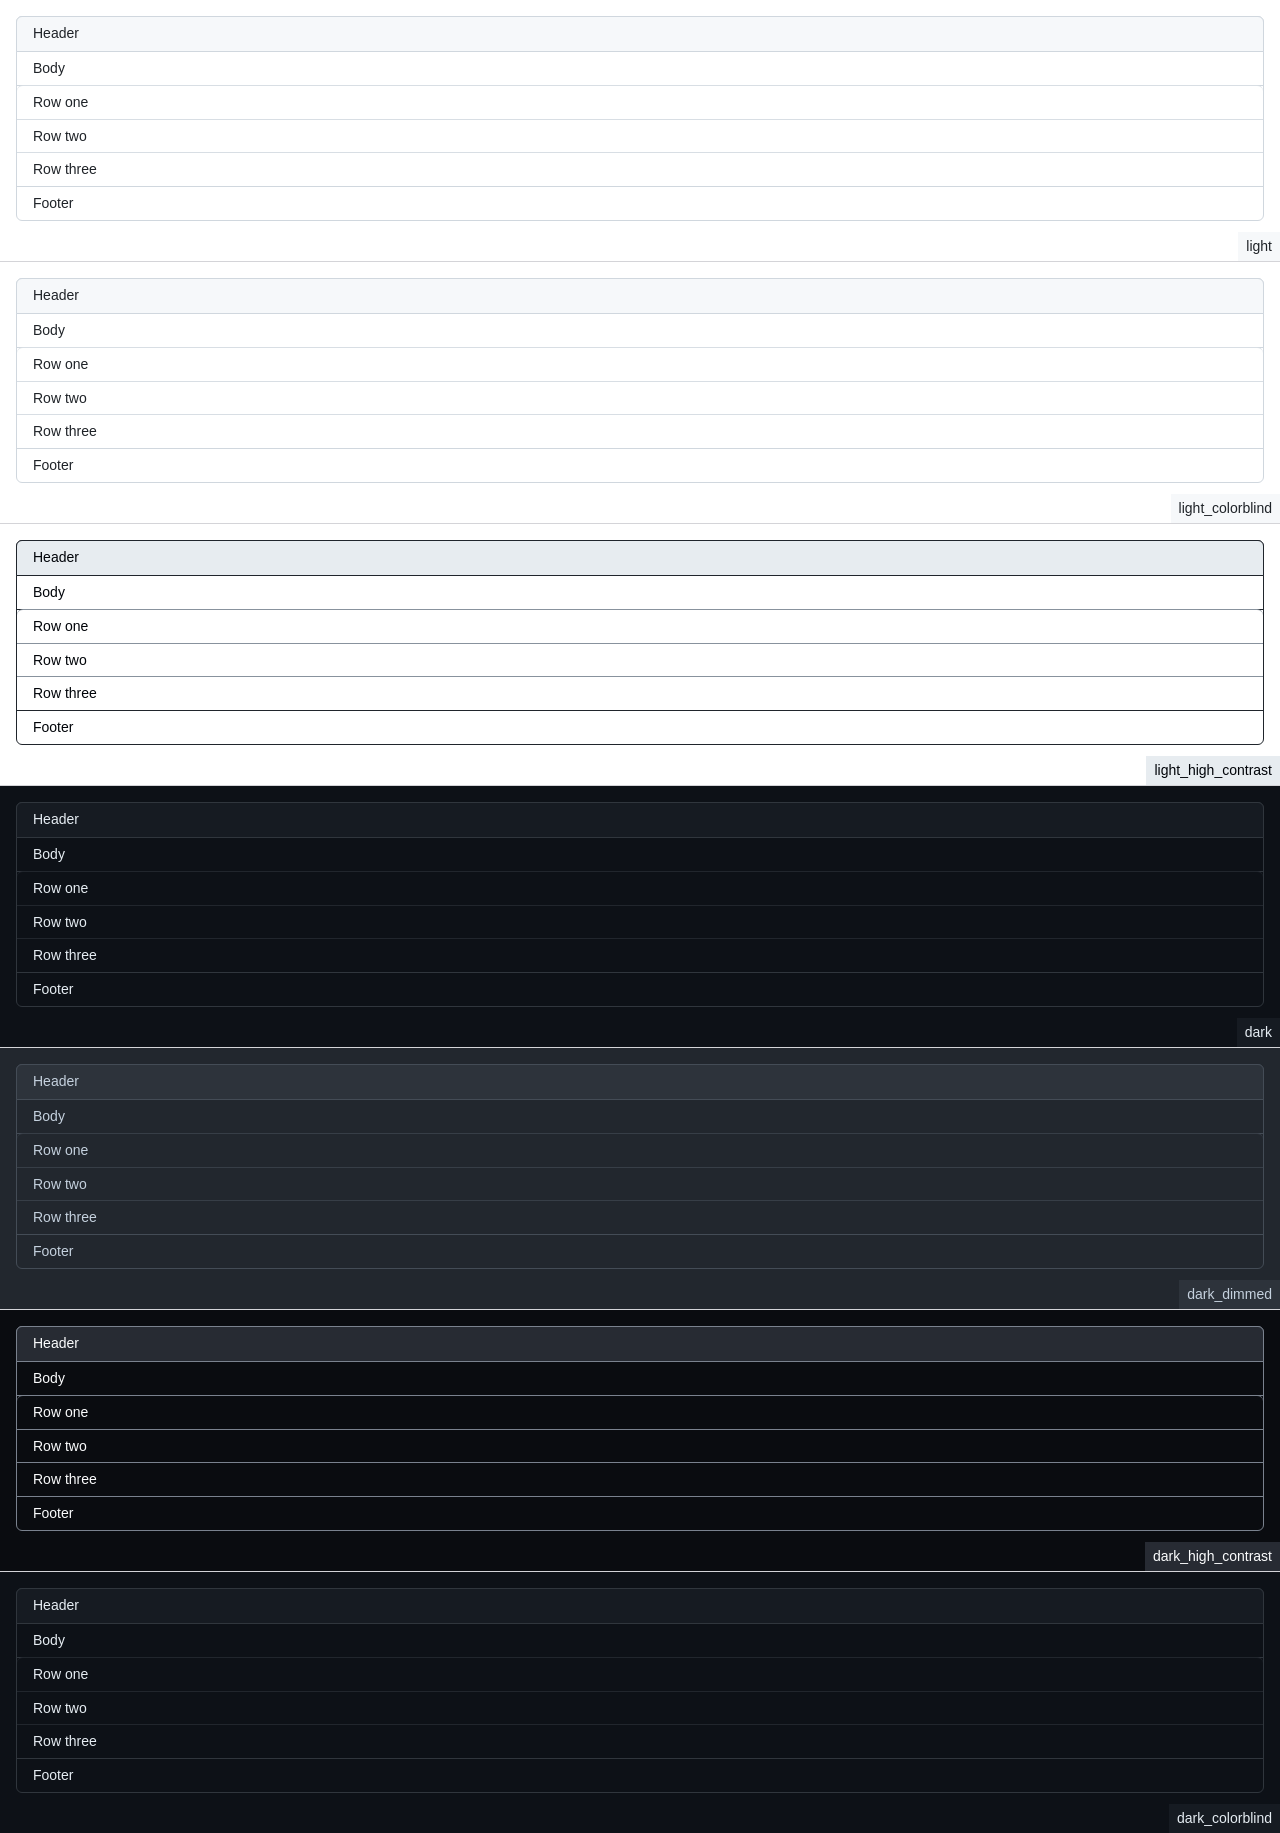 Header
Body
Row one
Row two
Row three
Footer
light
Header
Body
Row one
Row two
Row three
Footer
light_colorblind
Header
Body
Row one
Row two
Row three
Footer
light_high_contrast
Header
Body
Row one
Row two
Row three
Footer
dark
Header
Body
Row one
Row two
Row three
Footer
dark_dimmed
Header
Body
Row one
Row two
Row three
Footer
dark_high_contrast
Header
Body
Row one
Row two
Row three
Footer
dark_colorblind